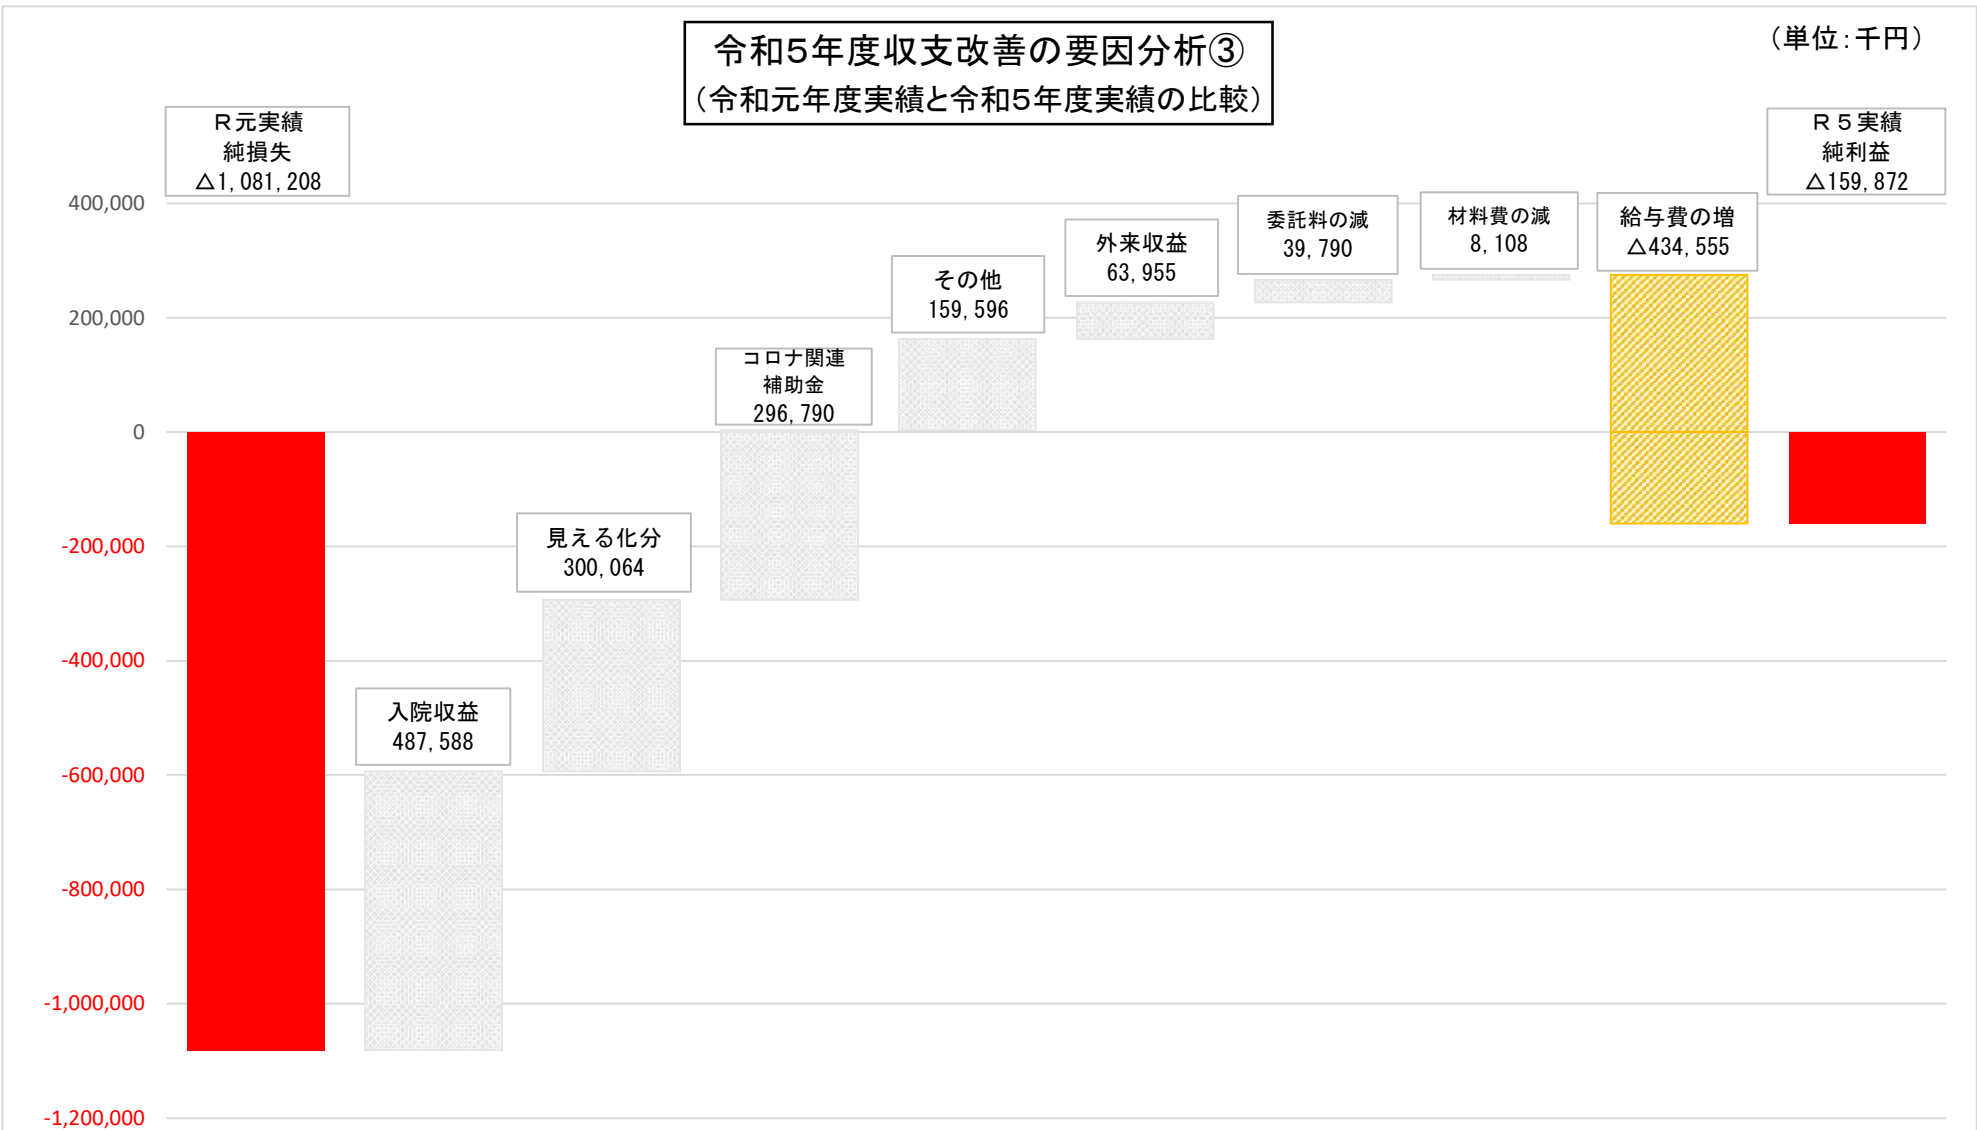 令和5年度収支改善の要因分析③
（令和元年度実績と令和5年度実績の比較）
（単位：千円）
Ｒ元実績
純損失
△1,081,208
Ｒ５実績
純利益
△159,872
入院収益
487,588
見える化分
300,064
コロナ関連
補助金
296,790
その他
159,596
外来収益
63,955
委託料の減
39,790
材料費の減
8,108
給与費の増
△434,555
400,000
200,000
0
-200,000
-400,000
-600,000
-800,000
-1,000,000
-1,200,000